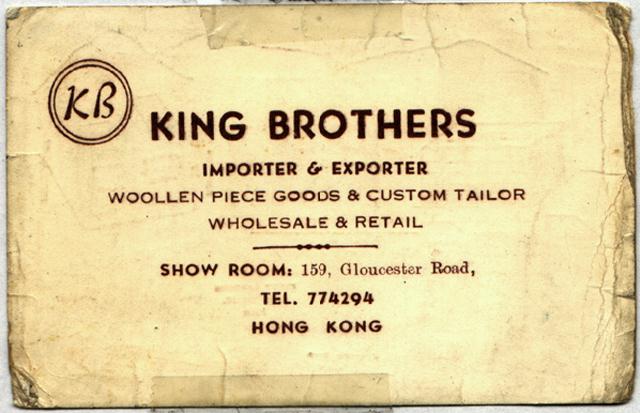 KB
KING BROTHERS
IMPORTER & EXPORTER
WOOLLEN PIECE GOODS & CUSTOM TAILOR
WHOLESALE & RETAIL
SHOW ROOM: 159, Gloucester Road,
TEL. 774294
HONG KONG